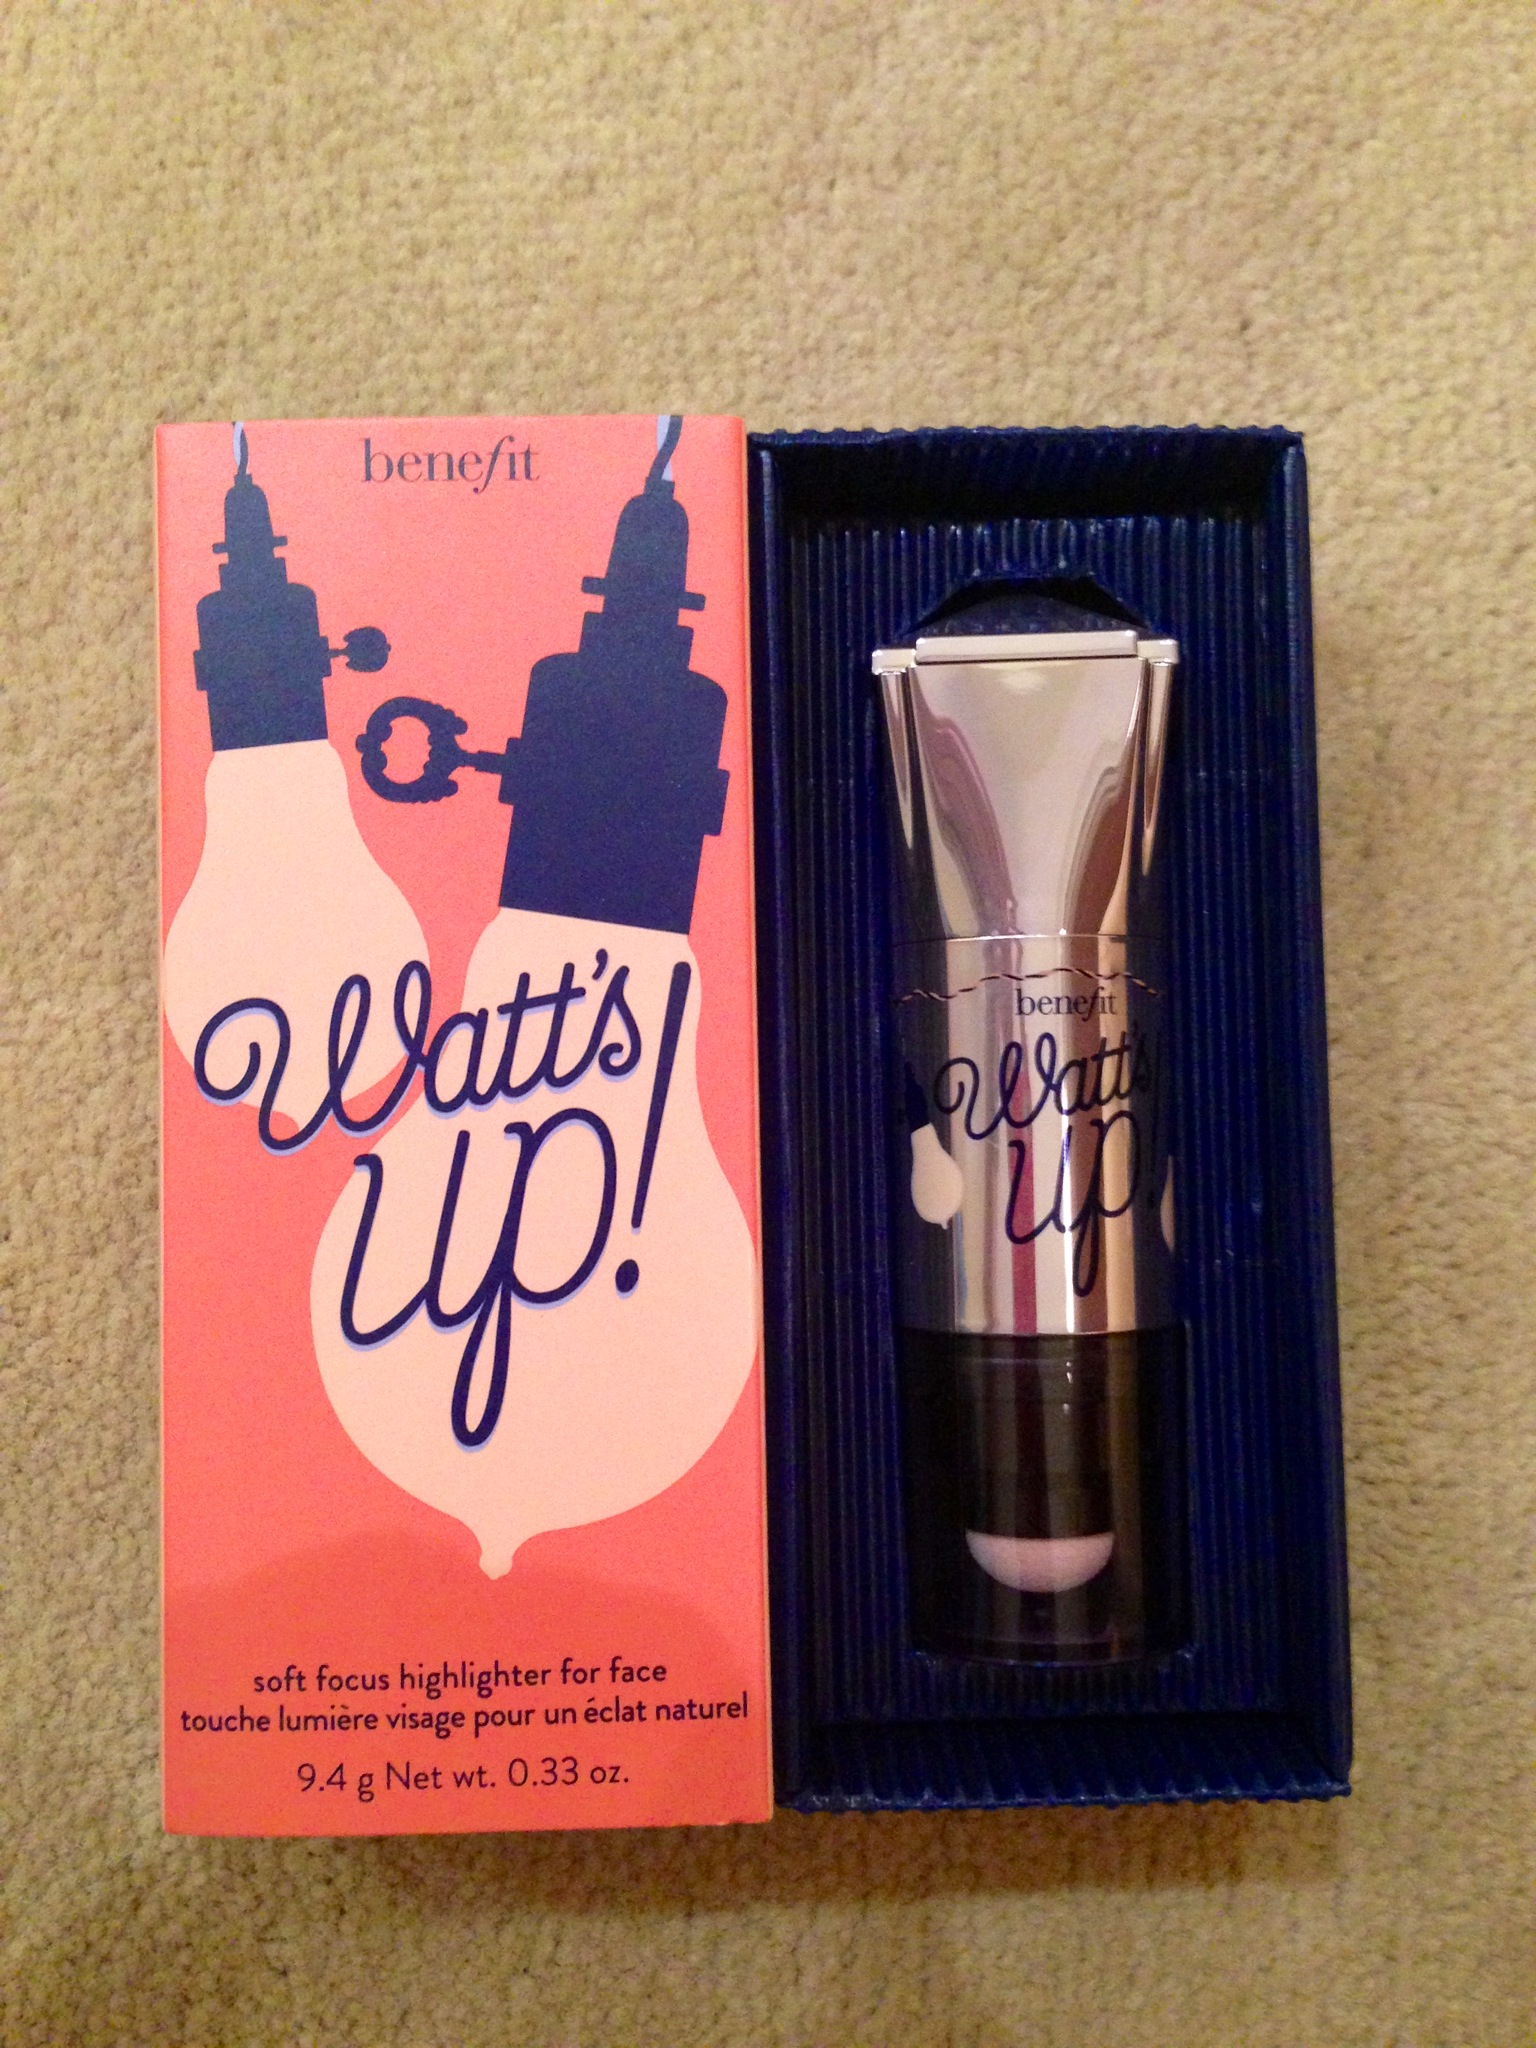 benefit
Watt's
up!
soft focus highlighter for face
touche lumière visage pour un éclat naturel
9.4 g Net wt. 0.33 oz.
benefit
Watt's
up!